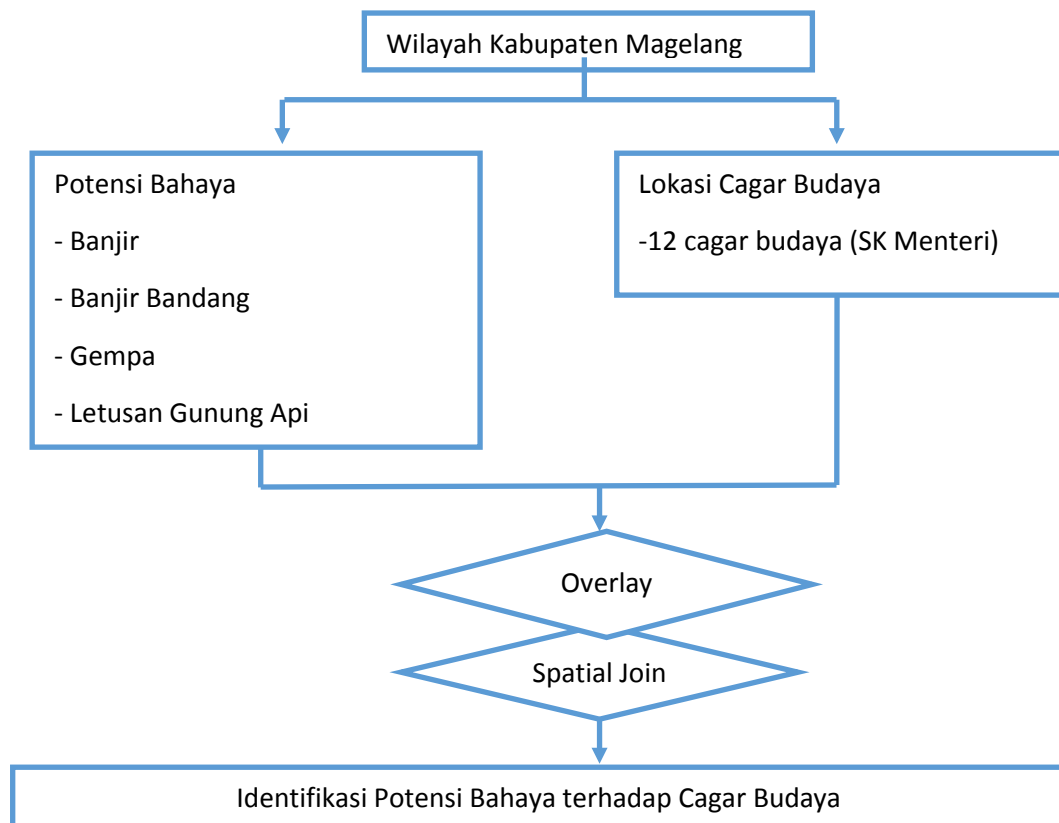 Wilayah Kabupaten Magelang
Potensi Bahaya
- Banjir
- Banjir Bandang
- Gempa
- Letusan Gunung Api
Lokasi Cagar Budaya
-12 cagar budaya (SK Menteri)
Overlay
Spatial Join
Identifikasi Potensi Bahaya terhadap Cagar Budaya